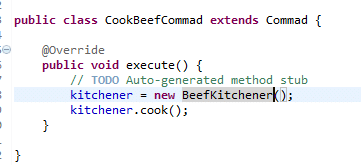 public class CookBeefCommad extends Commad {
@Override
public void execute() {
// TODO Auto-generated method stub
kitchener = new BeefKitchener();
kitchener.cook();
}
}